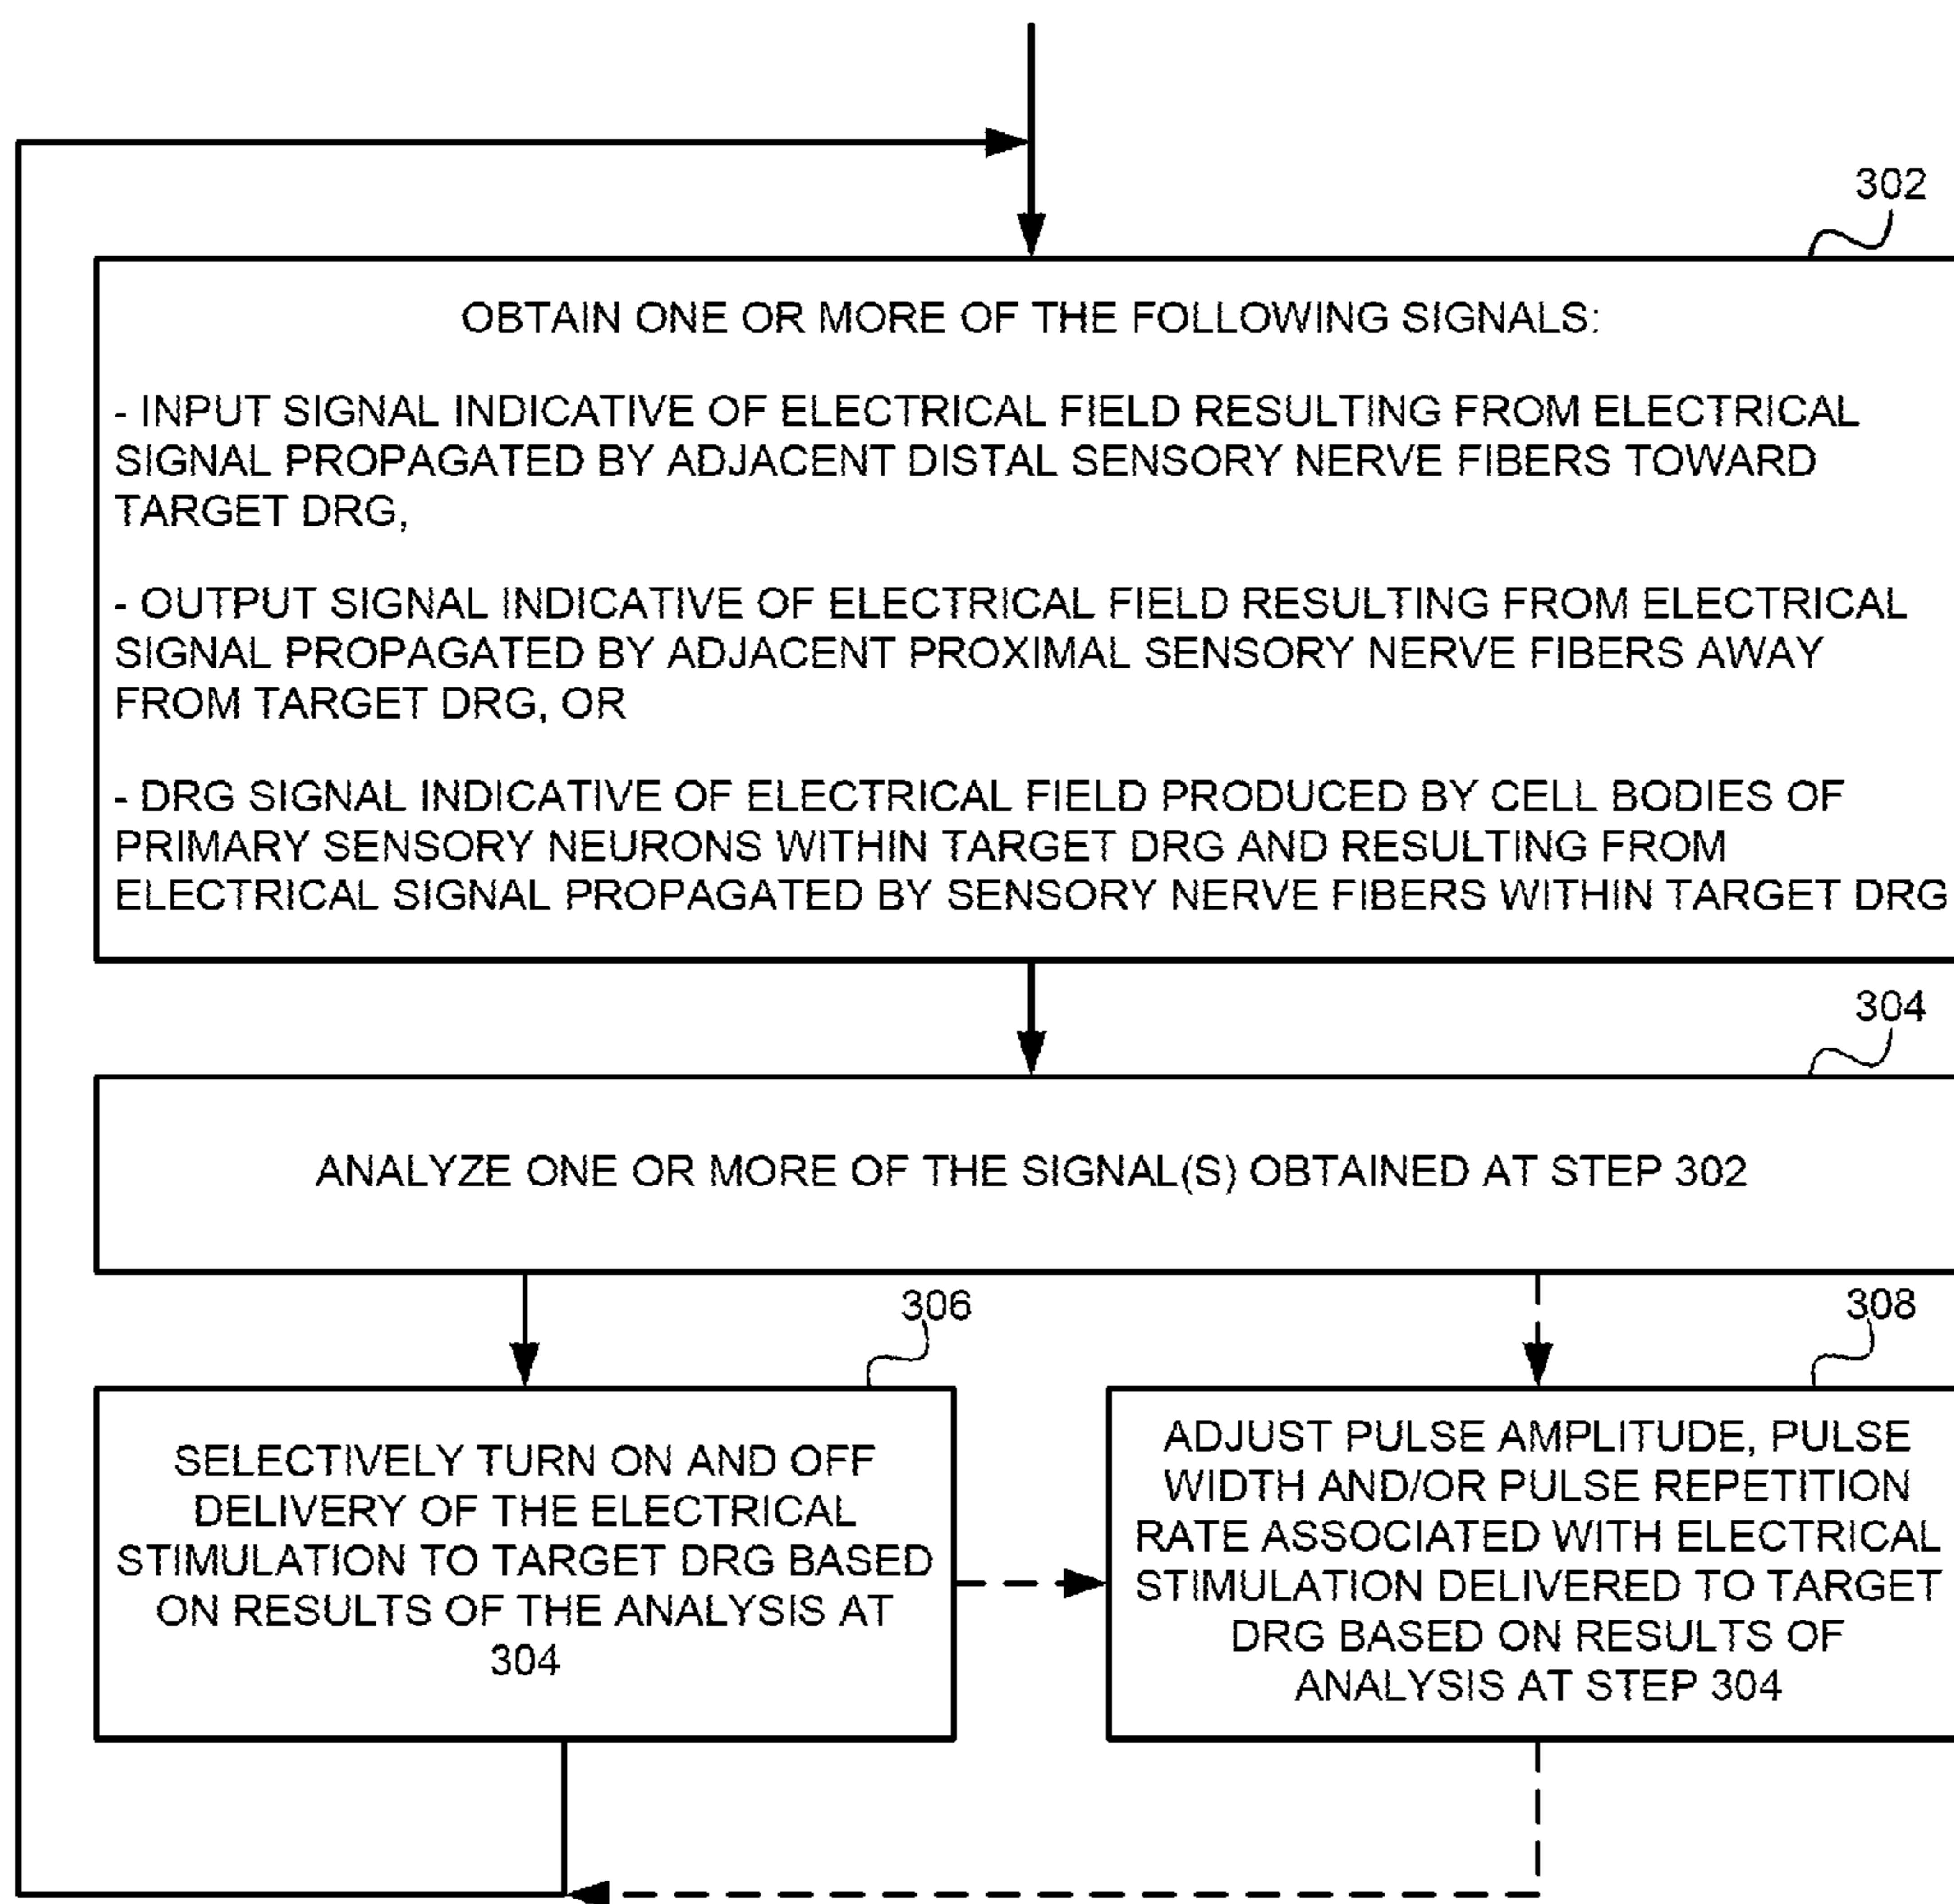 302
OBTAIN ONE OR MORE OF THE FOLLOWING SIGNALS:
- INPUT SIGNAL INDICATIVE OF ELECTRICAL FIELD RESULTING FROM ELECTRICAL
SIGNAL PROPAGATED BY ADJACENT DISTAL SENSORY NERVE FIBERS TOWARD
TARGET DRG,
- OUTPUT SIGNAL INDICATIVE OF ELECTRICAL FIELD RESULTING FROM ELECTRICAL
SIGNAL PROPAGATED BY ADJACENT PROXIMAL SENSORY NERVE FIBERS AWAY
FROM TARGET DRG, OR
- DRG SIGNAL INDICATIVE OF ELECTRICAL FIELD PRODUCED BY CELL BODIES OF
PRIMARY SENSORY NEURONS WITHIN TARGET DRG AND RESULTING FROM
ELECTRICAL SIGNAL PROPAGATED BY SENSORY NERVE FIBERS WITHIN TARGET DRG
304
ANALYZE ONE OR MORE OF THE SIGNAL(S) OBTAINED AT STEP 302
306
SELECTIVELY TURN ON AND OFF
DELIVERY OF THE ELECTRICAL
STIMULATION TO TARGET DRG BASED
ON RESULTS OF THE ANALYSIS AT
304
308
ADJUST PULSE AMPLITUDE, PULSE
WIDTH AND/OR PULSE REPETITION
RATE ASSOCIATED WITH ELECTRICAL
STIMULATION DELIVERED TO TARGET
DRG BASED ON RESULTS OF
ANALYSIS AT STEP 304